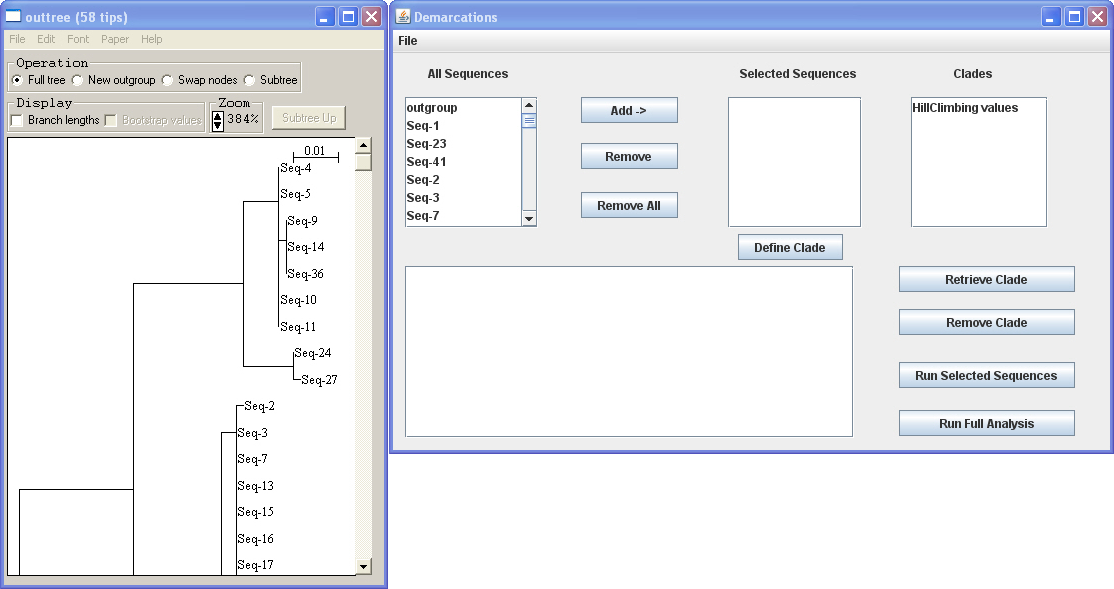 outtree (58 tips)
File Edit Font Paper Help
Operation
Full tree New outgroup Swap nodes Subtree
Display
Branch lengths Bootstrap values
Zoom
384%
Subtree Up
0.01
Seq-4
Seq-5
Seq-9
Seq-14
Seq-36
Seq-10
Seq-11
Seq-24
Seq-27
Seq-2
Seq-3
Seq-7
Seq-13
Seq-15
Seq-16
Seq-17
Demarcations
File
All Sequences
outgroup
Seq-1
Seq-23
Seq-41
Seq-2
Seq-3
Seq-7
Add ->
Remove
Remove All
Selected Sequences
Define Clade
Clades
HillClimbing values
Retrieve Clade
Remove Clade
Run Selected Sequences
Run Full Analysis